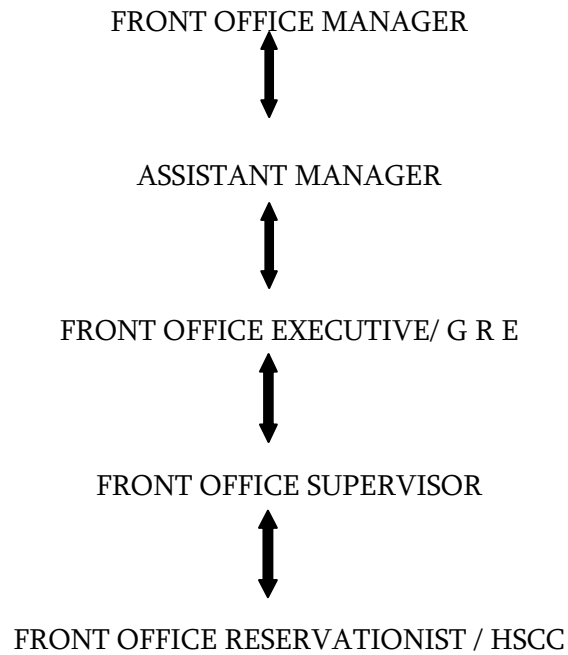 FRONT OFFICE MANAGER
ASSISTANT MANAGER
FRONT OFFICE EXECUTIVE/ G R E
FRONT OFFICE SUPERVISOR
FRONT OFFICE RESERVATIONIST / HSCC